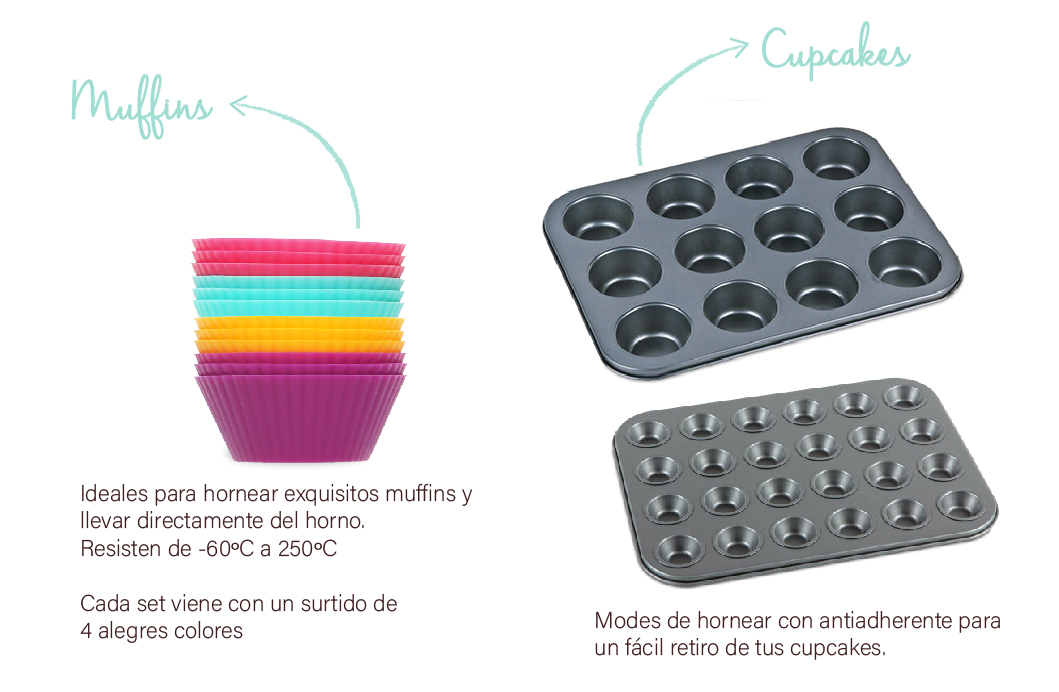 Muffins
Cupcakes
Ideales para hornear exquisitos muffins y
llevar directamente del horno.
Resisten de -60ºC a 250ºC
Cada set viene con un surtido de
4 alegres colores
Modes de hornear con antiadherente para
un fácil retiro de tus cupcakes.